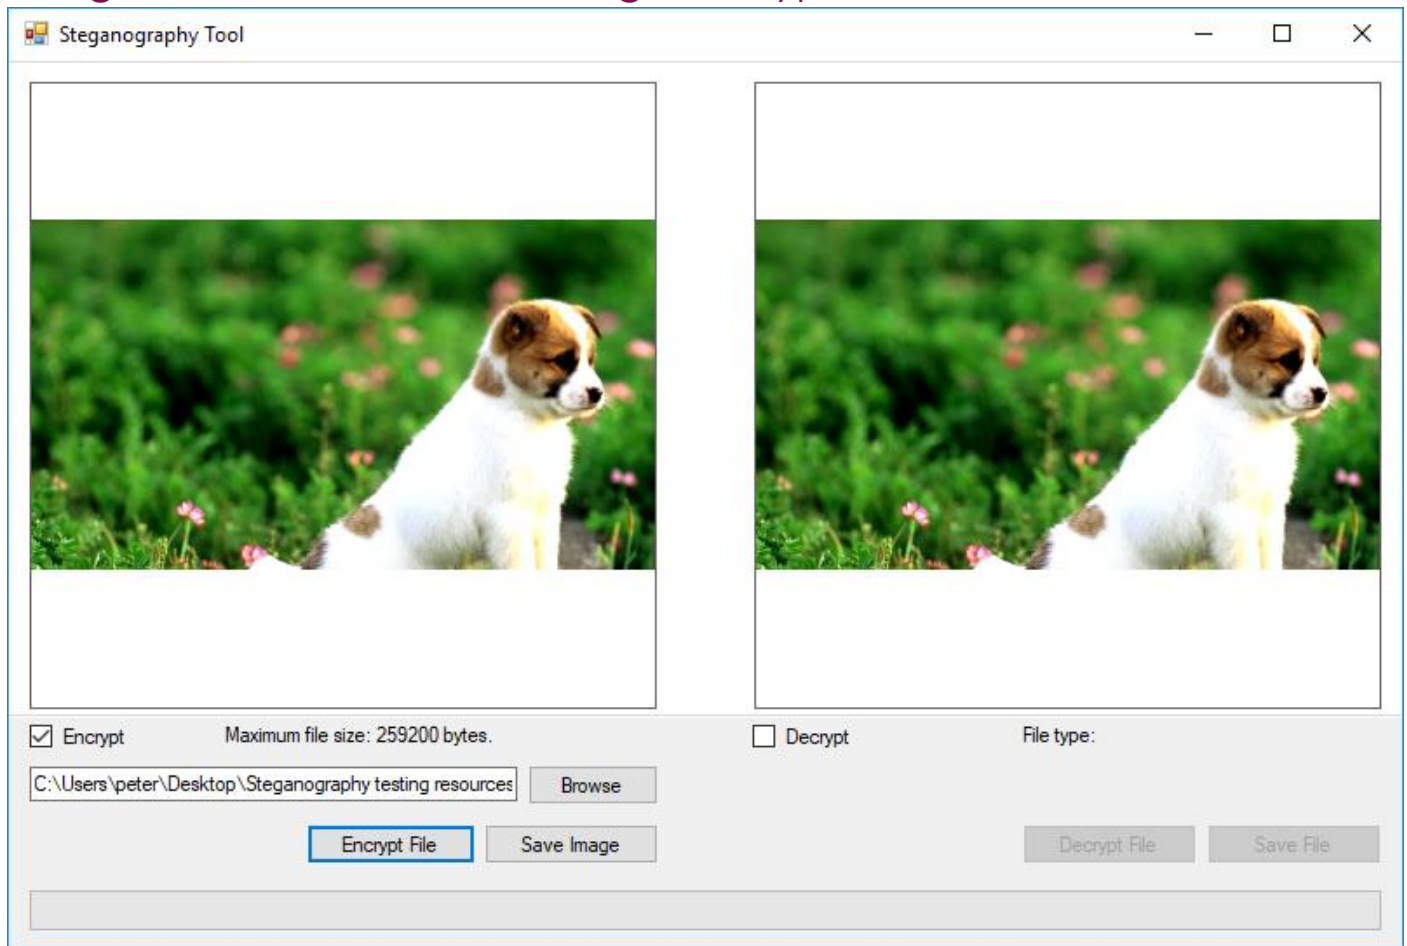 Steganography Tool
Encrypt Maximum file size: 259200 bytes. Decrypt File type:
C:\Users\peter\Desktop\Steganography testing resources Browse
Encrypt File Save Image Decrypt File Save File